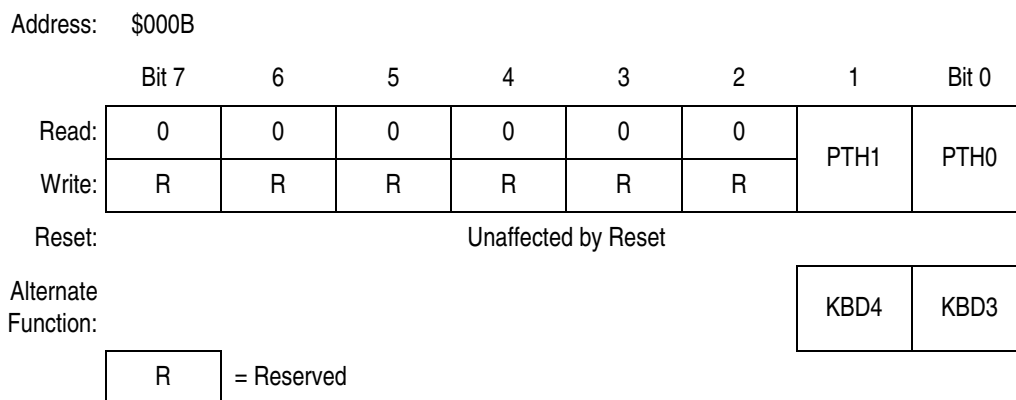 Address: $000B
Bit 7 6 5 4 3 2 1 Bit 0
Read: 0 0 0 0 0 0 PTH1 PTH0
Write: R R R R R R
Reset: Unaffected by Reset
Alternate
Function: KBD4 KBD3
R = Reserved